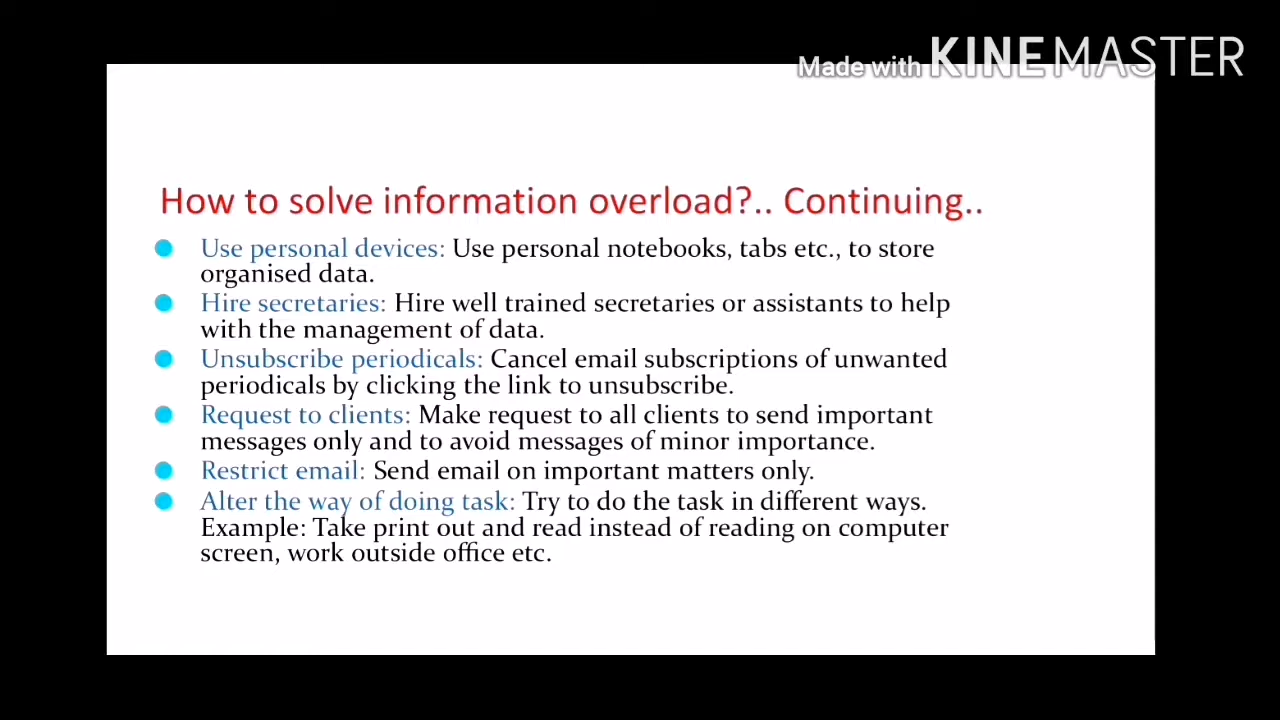 Made with KINEMASTER
How to solve information overload?.. Continuing..
Use personal devices: Use personal notebooks, tabs etc., to store
organised data.
Hire secretaries: Hire well trained secretaries or assistants to help
with the management of data.
Unsubscribe periodicals: Cancel email subscriptions of unwanted
periodicals by clicking the link to unsubscribe.
Request to clients: Make request to all clients to send important
messages only and to avoid messages of minor importance.
Restrict email: Send email on important matters only.
Alter the way of doing task: Try to do the task in different ways.
Example: Take print out and read instead of reading on computer
screen, work outside office etc.